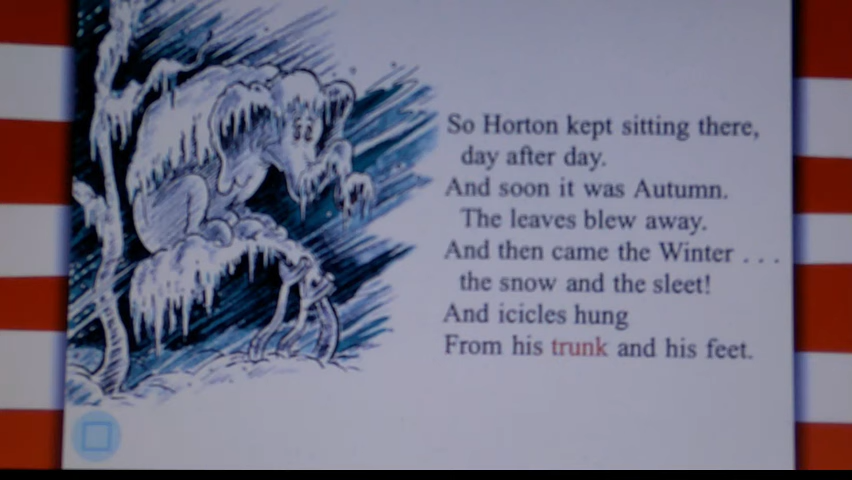 So Horton kept sitting there,
day after day.
And soon it was Autumn.
The leaves blew away.
And then came the Winter . . .
the snow and the sleet!
And icicles hung
From his trunk and his feet.